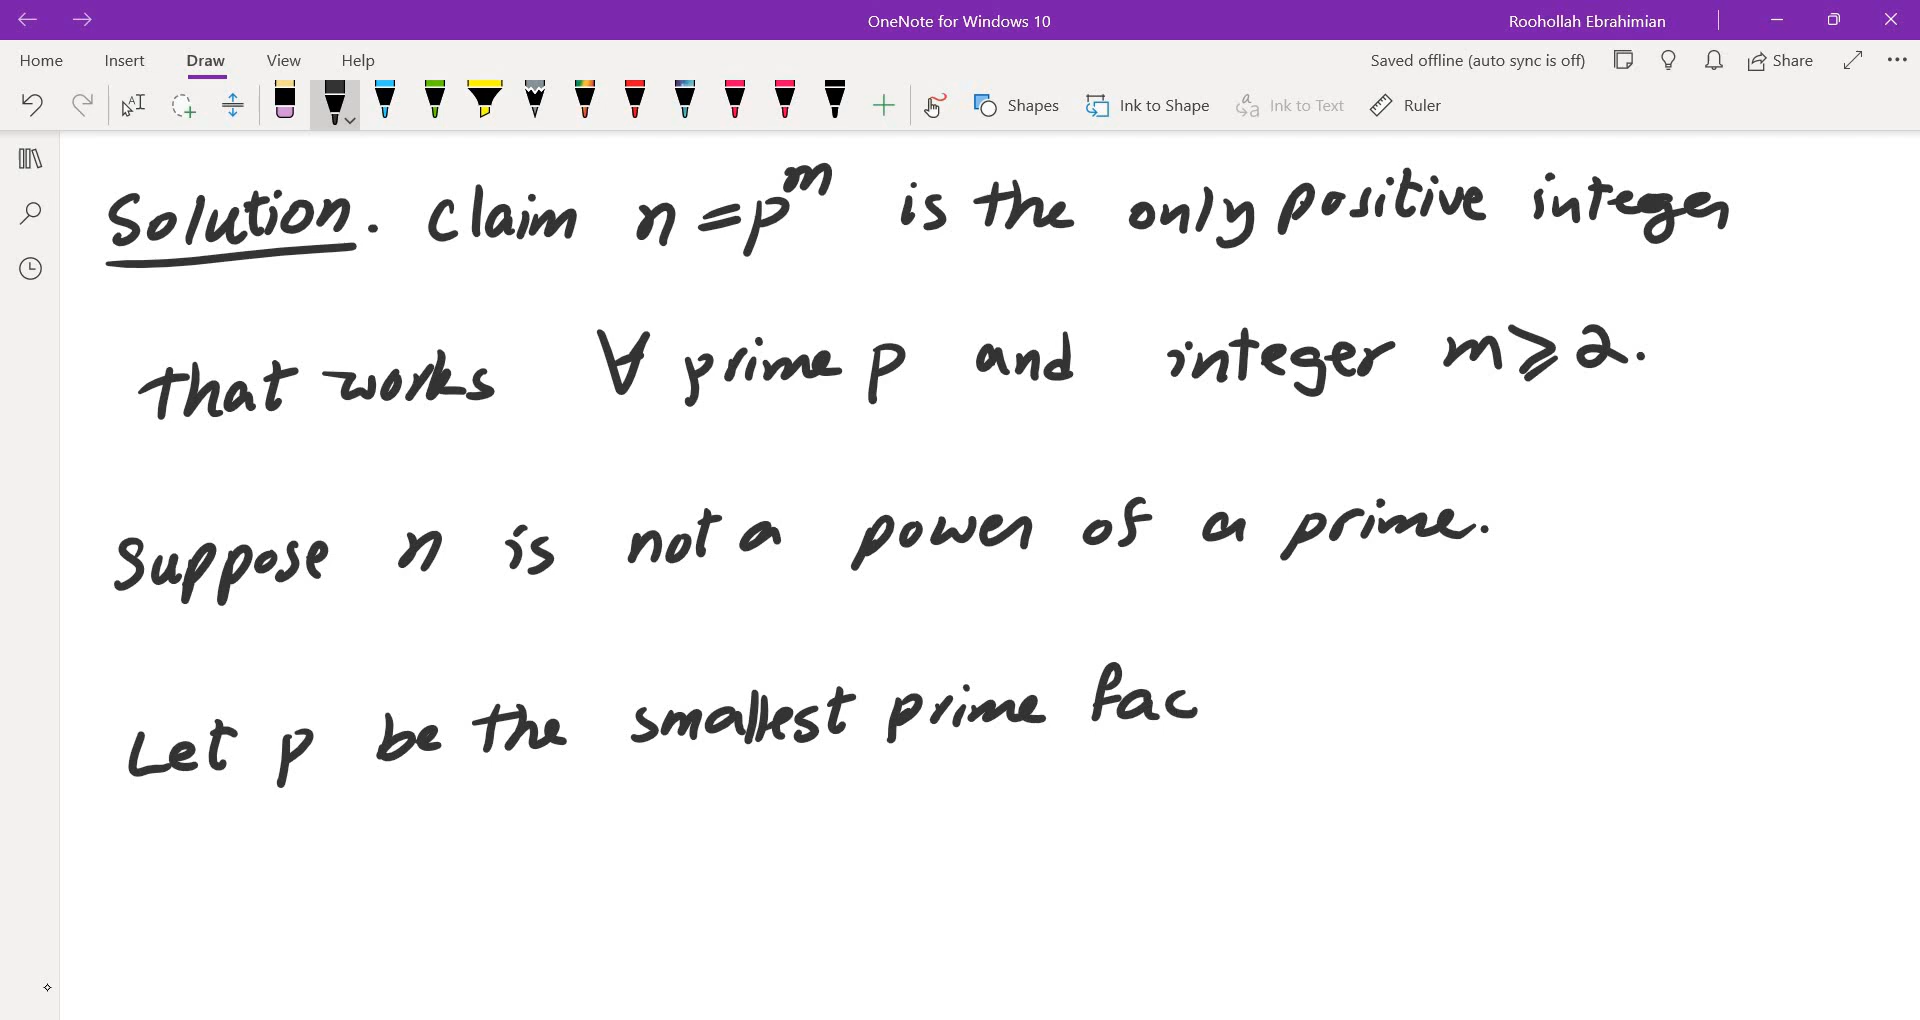 OneNote for Windows 10
Roohollah Ebrahimian
Home Insert Draw View Help
Saved offline (auto sync is off)
Share
Shapes
Ink to Shape
Ink to Text
Ruler
Solution. Claim n = p^m is the only positive integer
that works ∀ prime p and integer m ≥ 2.
Suppose n is not a power of a prime.
Let p be the smallest prime fac